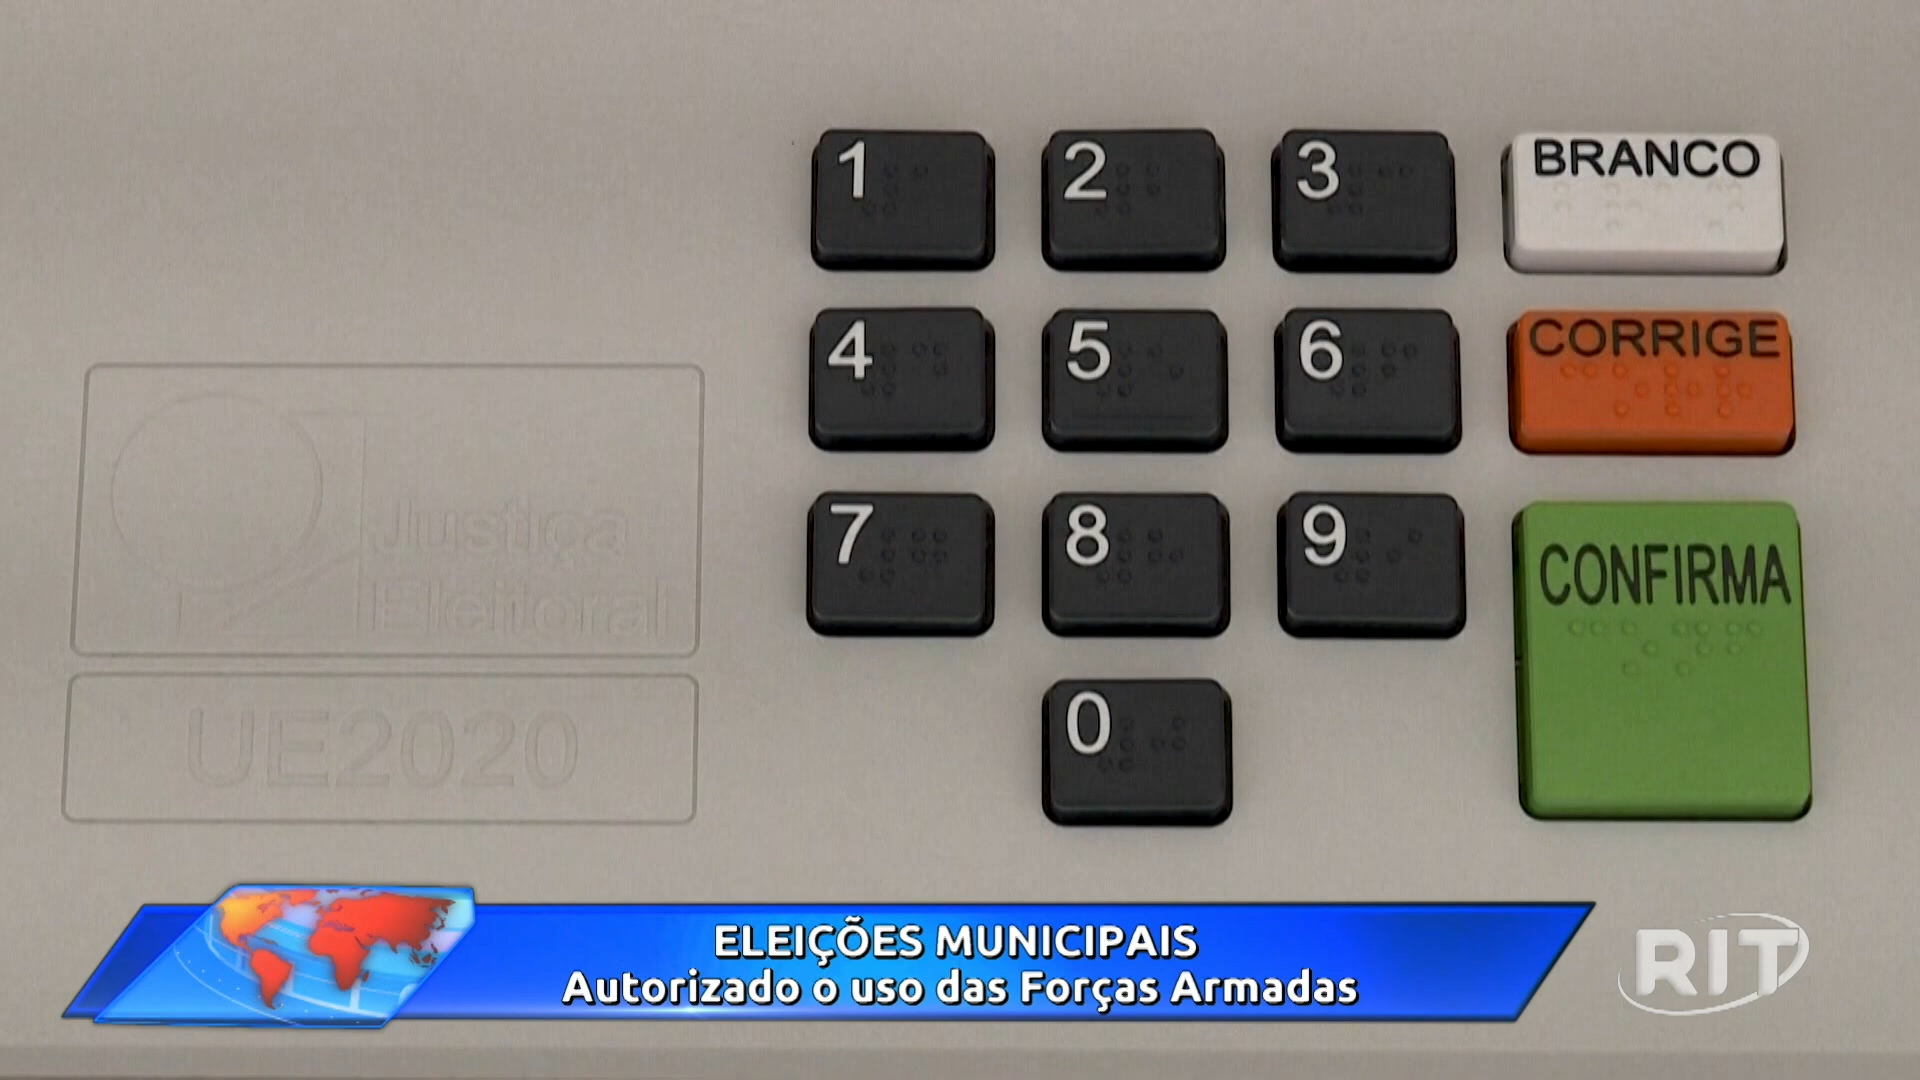 1 2 3 BRANCO
4 5 6 CORRIGE
7 8 9 CONFIRMA
0
Justiça
Eleitoral
UE2020
ELEIÇÕES MUNICIPAIS
Autorizado o uso das Forças Armadas
RIT